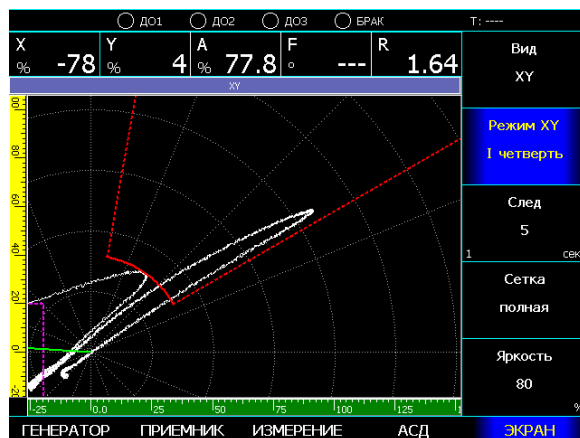 ДО1 ДО2 ДО3 БРАК T: ----
X % -78 Y % 4 A % 77.8 F ° --- R 1.64
Вид
XY
XY
Режим XY
I четверть
След
5
1 сек
Сетка
полная
Яркость
80
%
80
60
40
20
0
-25 0.0 25 50 75 100 125
ГЕНЕРАТОР ПРИЕМНИК ИЗМЕРЕНИЕ АСД ЭКРАН